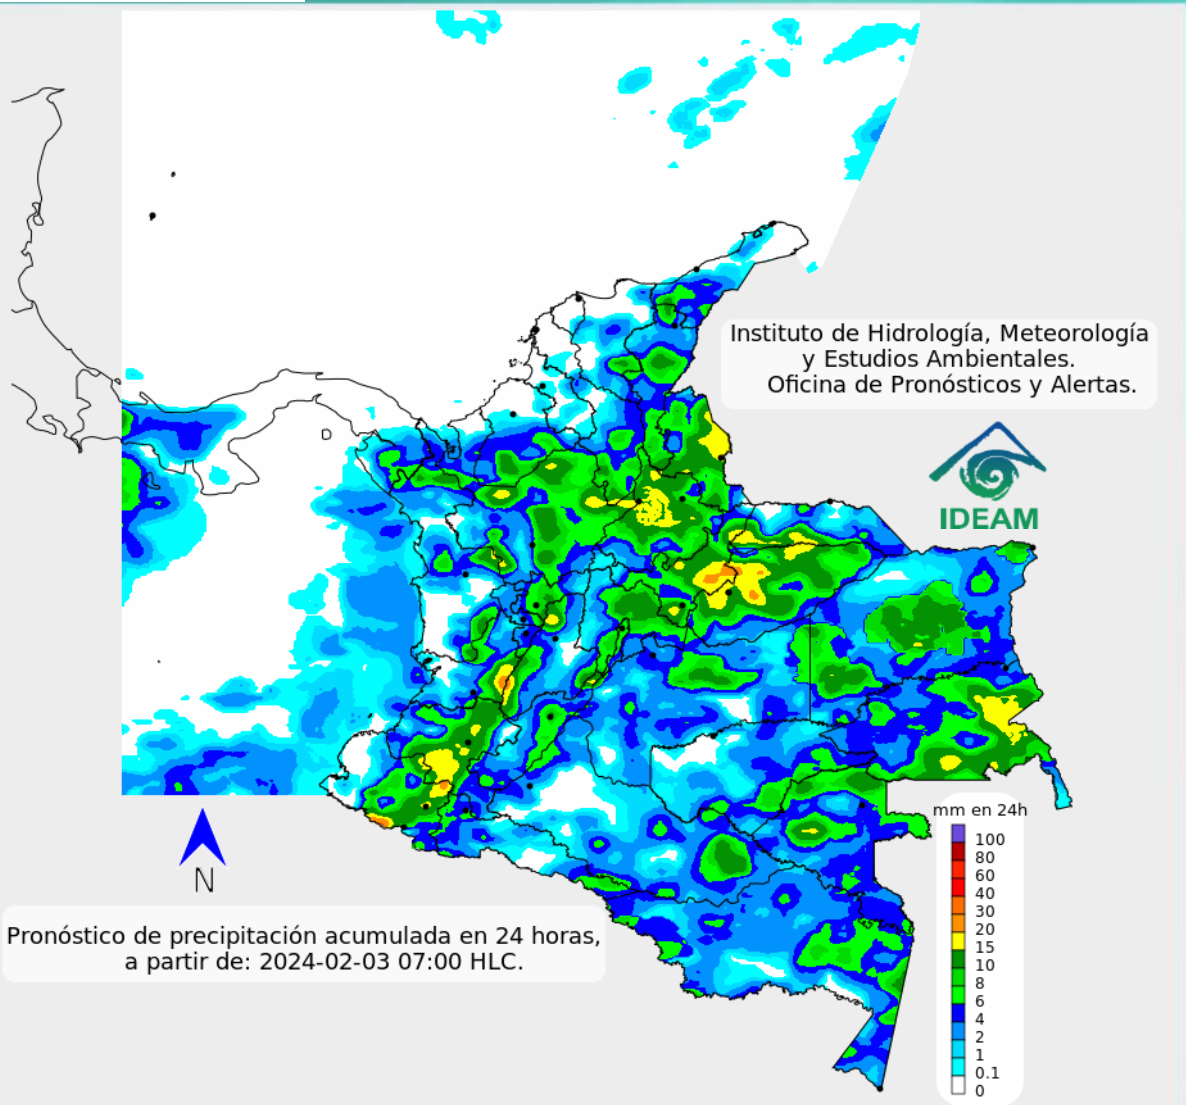 Instituto de Hidrología, Meteorología
y Estudios Ambientales.
Oficina de Pronósticos y Alertas.
IDEAM
N
Pronóstico de precipitación acumulada en 24 horas,
a partir de: 2024-02-03 07:00 HLC.
mm en 24h
100
80
60
40
30
20
15
10
8
6
4
2
1
0.1
0